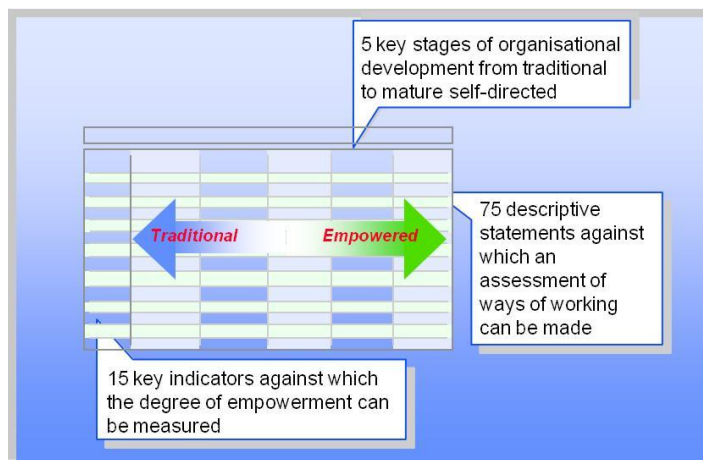 5 key stages of organisational
development from traditional
to mature self-directed
Traditional
Empowered
75 descriptive
statements against
which an
assessment of
ways of working
can be made
15 key indicators against which
the degree of empowerment can
be measured